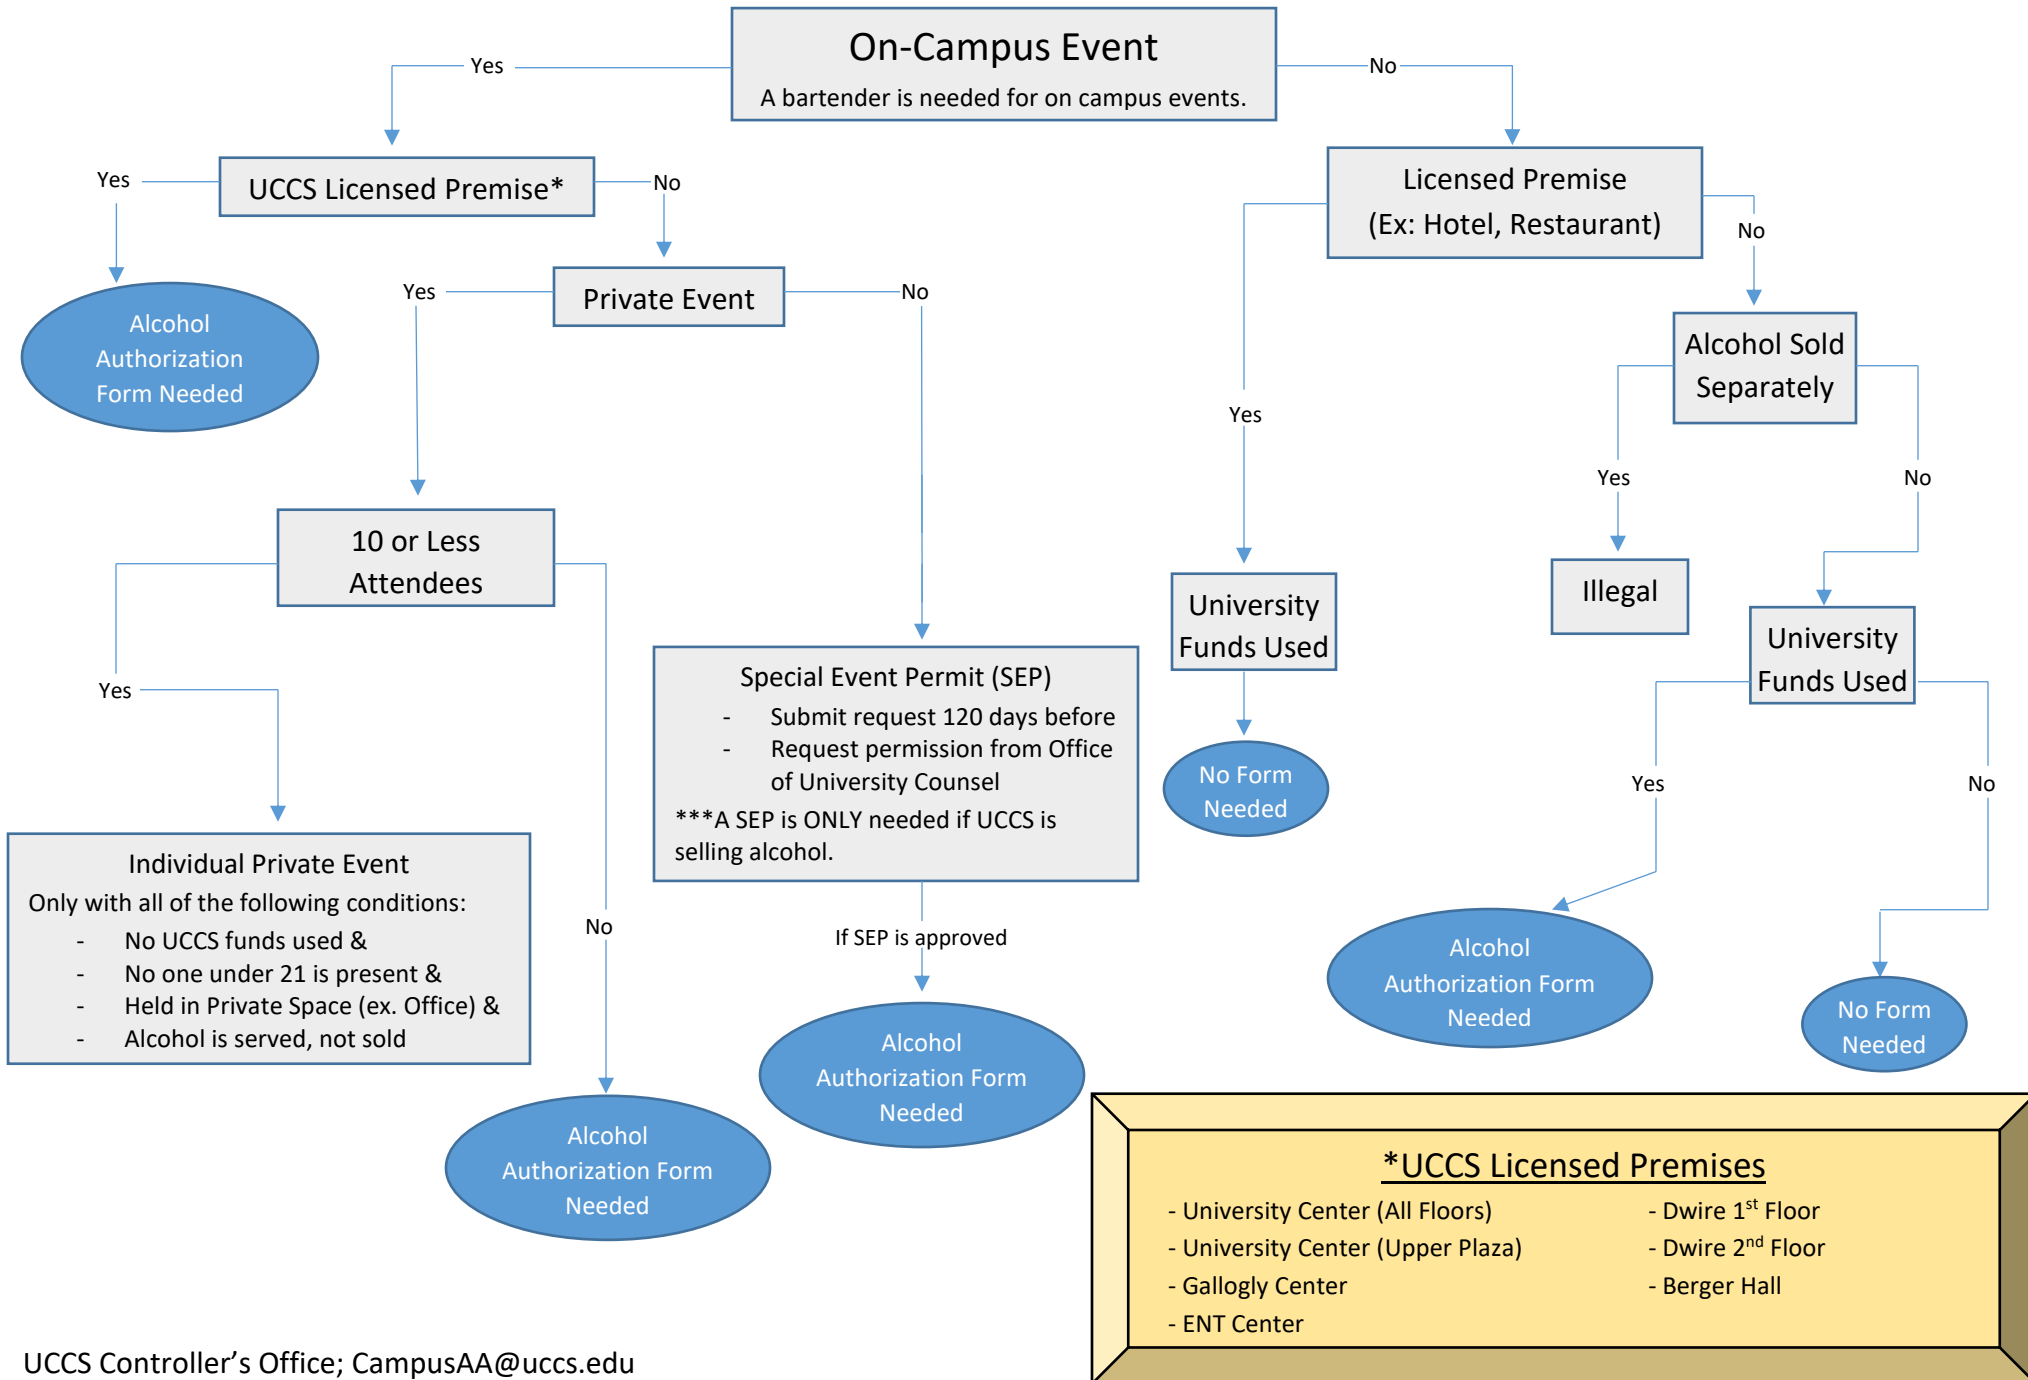 On-Campus Event
A bartender is needed for on campus events.
Yes
No
UCCS Licensed Premise*
Yes
No
Licensed Premise
(Ex: Hotel, Restaurant)
No
Yes
Private Event
No
Alcohol
Authorization
Form Needed
Alcohol Sold
Separately
Yes
Yes
No
10 or Less
Attendees
Illegal
University
Funds Used
University
Funds Used
Yes
Special Event Permit (SEP)
- Submit request 120 days before
- Request permission from Office
of University Counsel
***A SEP is ONLY needed if UCCS is
selling alcohol.
No Form
Needed
Yes
No
Individual Private Event
Only with all of the following conditions:
- No UCCS funds used &
- No one under 21 is present &
- Held in Private Space (ex. Office) &
- Alcohol is served, not sold
No
If SEP is approved
Alcohol
Authorization Form
Needed
No Form
Needed
Alcohol
Authorization Form
Needed
Alcohol
Authorization Form
Needed
*UCCS Licensed Premises
- University Center (All Floors)
- University Center (Upper Plaza)
- Gallogly Center
- ENT Center
- Dwire 1st Floor
- Dwire 2nd Floor
- Berger Hall
UCCS Controller's Office; CampusAA@uccs.edu